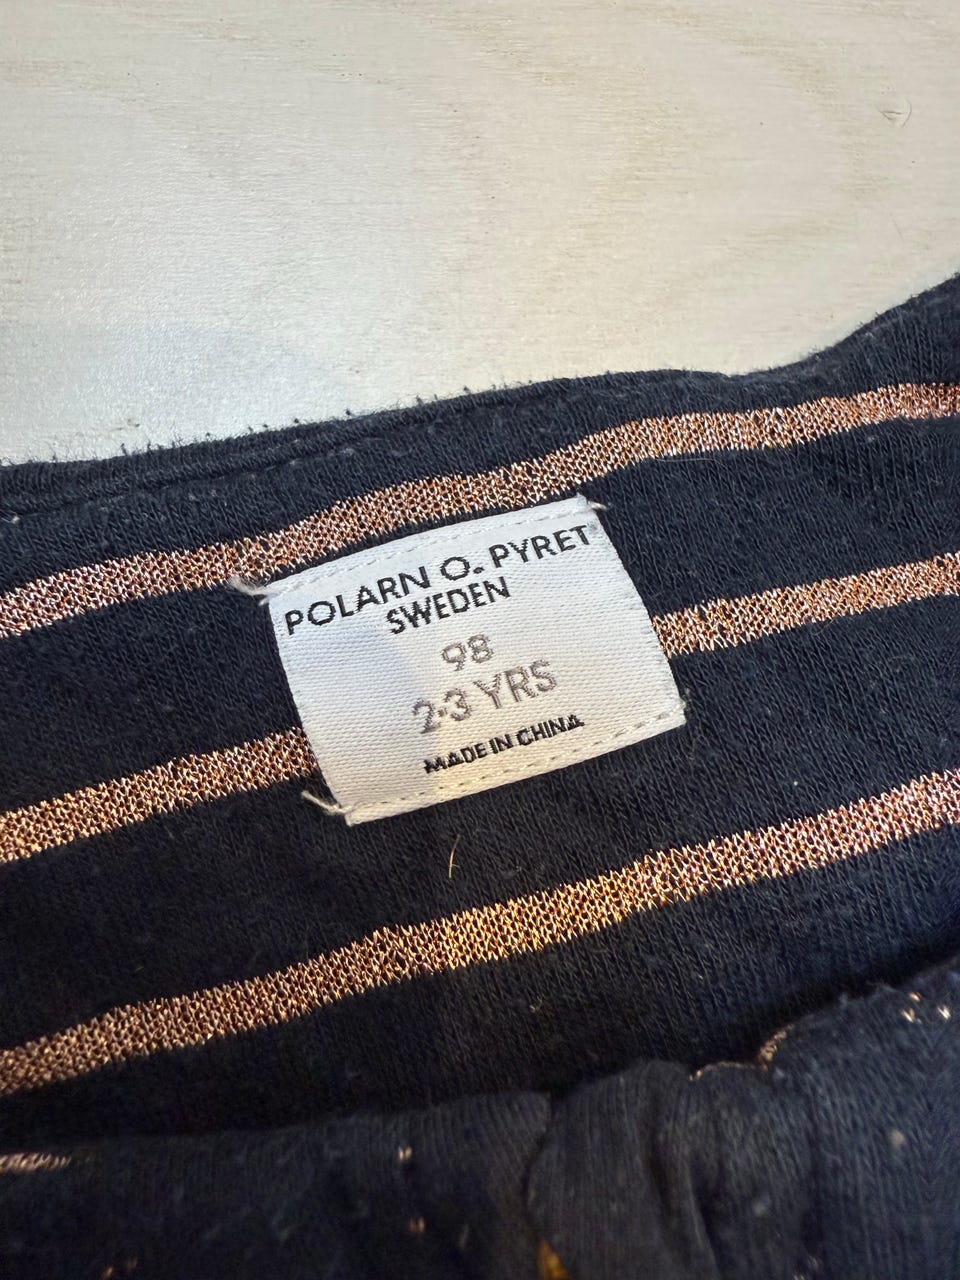 POLARN O. PYRET
SWEDEN
98
2-3 YRS
MADE IN CHINA